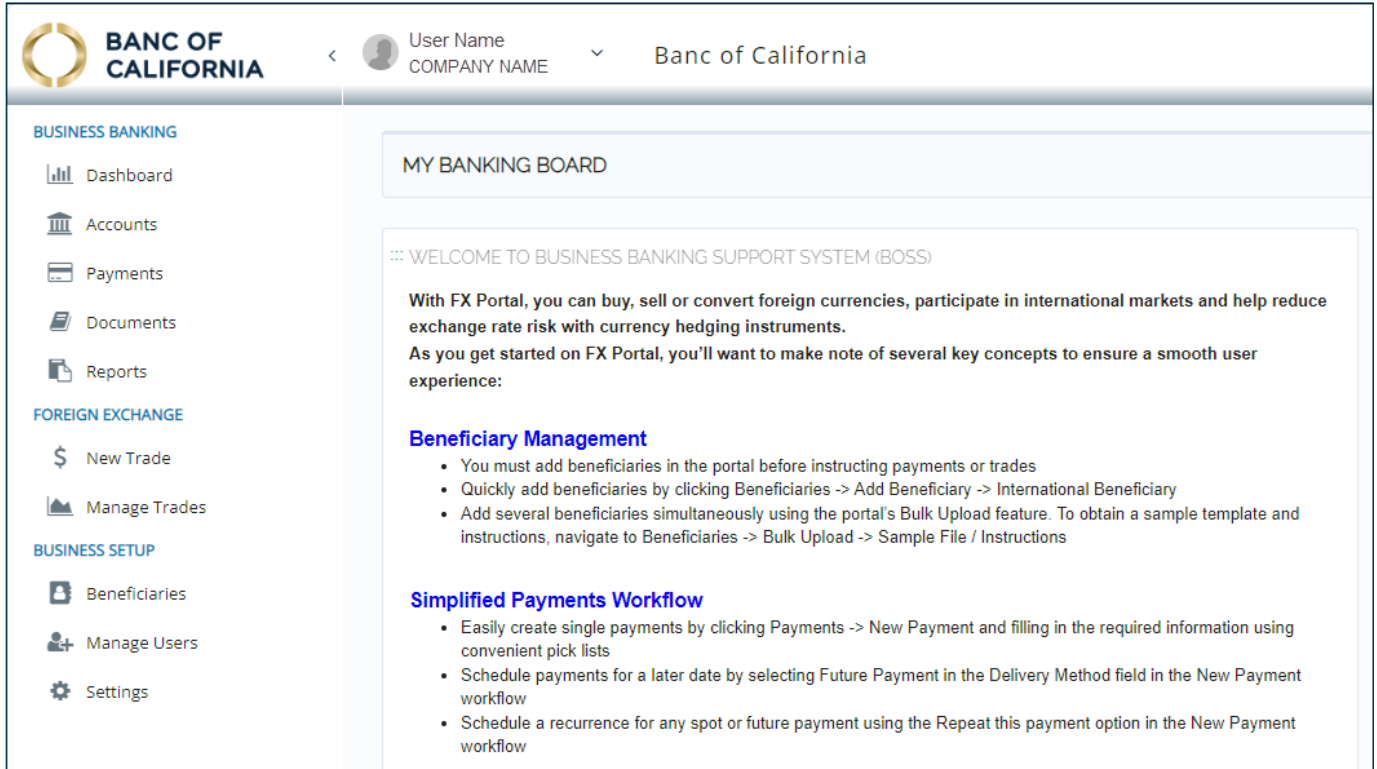 BANC OF
CALIFORNIA
User Name
COMPANY NAME
Banc of California
BUSINESS BANKING
Dashboard
Accounts
Payments
Documents
Reports
FOREIGN EXCHANGE
$ New Trade
Manage Trades
BUSINESS SETUP
Beneficiaries
Manage Users
Settings
MY BANKING BOARD
WELCOME TO BUSINESS BANKING SUPPORT SYSTEM (BOSS)
With FX Portal, you can buy, sell or convert foreign currencies, participate in international markets and help reduce
exchange rate risk with currency hedging instruments.
As you get started on FX Portal, you’ll want to make note of several key concepts to ensure a smooth user
experience:
Beneficiary Management
• You must add beneficiaries in the portal before instructing payments or trades
• Quickly add beneficiaries by clicking Beneficiaries -> Add Beneficiary -> International Beneficiary
• Add several beneficiaries simultaneously using the portal’s Bulk Upload feature. To obtain a sample template and
instructions, navigate to Beneficiaries -> Bulk Upload -> Sample File / Instructions
Simplified Payments Workflow
• Easily create single payments by clicking Payments -> New Payment and filling in the required information using
convenient pick lists
• Schedule payments for a later date by selecting Future Payment in the Delivery Method field in the New Payment
workflow
• Schedule a recurrence for any spot or future payment using the Repeat this payment option in the New Payment
workflow